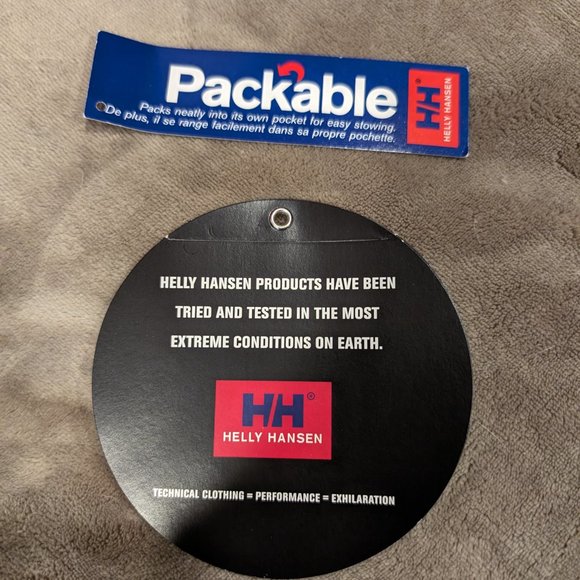 Packable
Packs neatly into its own pocket for easy stowing.
De plus, il se range facilement dans sa propre pochette.
H/H
HELLY HANSEN
HELLY HANSEN PRODUCTS HAVE BEEN
TRIED AND TESTED IN THE MOST
EXTREME CONDITIONS ON EARTH.
H/H®
HELLY HANSEN
TECHNICAL CLOTHING = PERFORMANCE = EXHILARATION